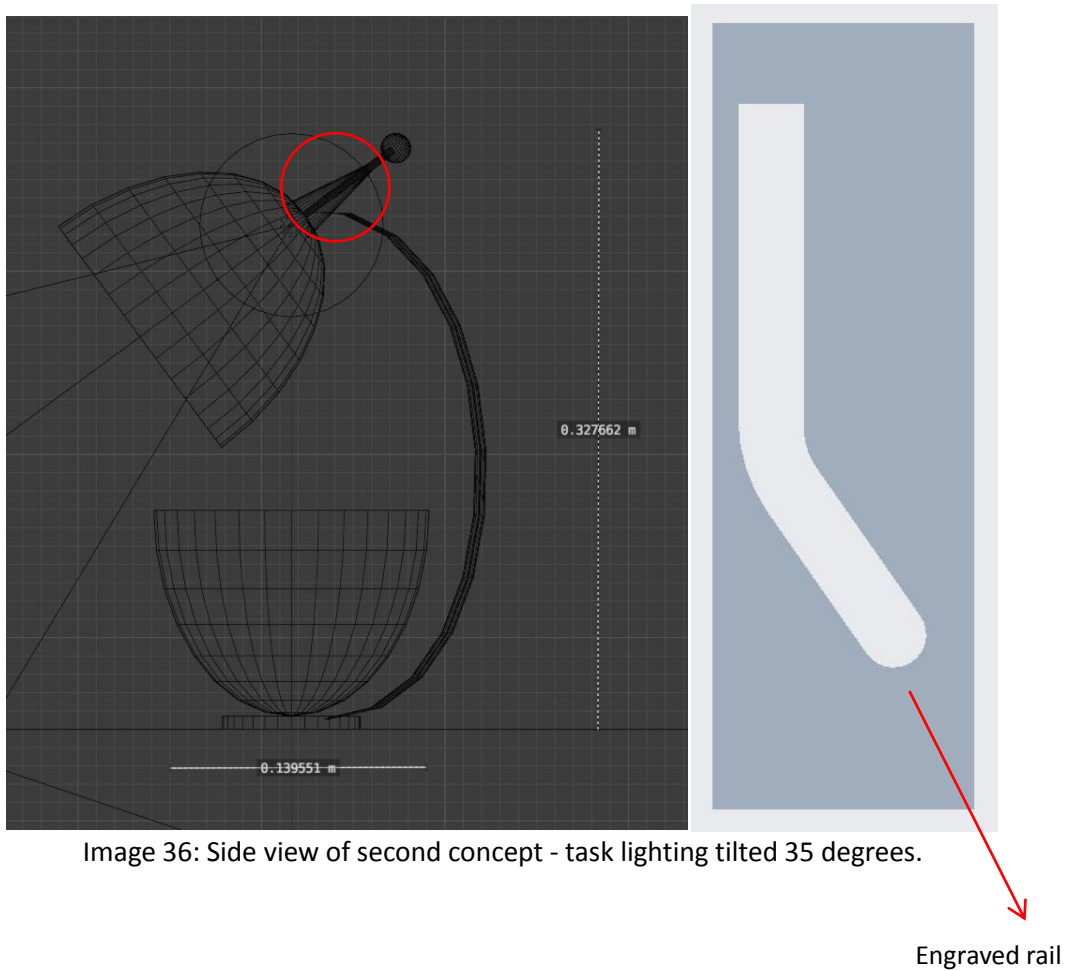 0.327662 m
0.139551 m
Image 36: Side view of second concept - task lighting tilted 35 degrees.
Engraved rail